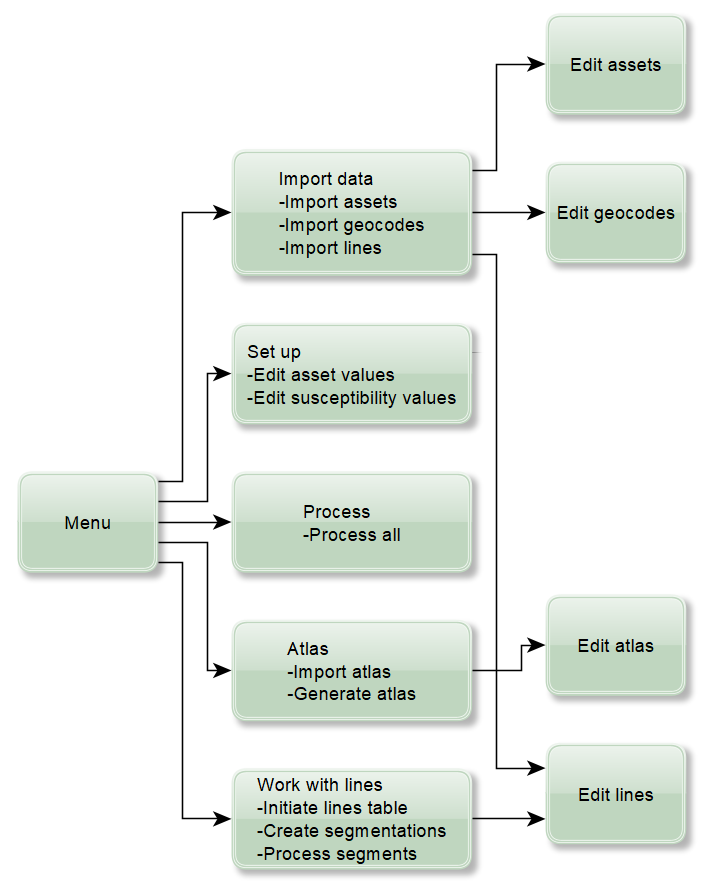 Edit assets
Import data
-Import assets
-Import geocodes
-Import lines
Edit geocodes
Set up
-Edit asset values
-Edit susceptibility values
Menu
Process
-Process all
Atlas
-Import atlas
-Generate atlas
Edit atlas
Work with lines
-Initiate lines table
-Create segmentations
-Process segments
Edit lines